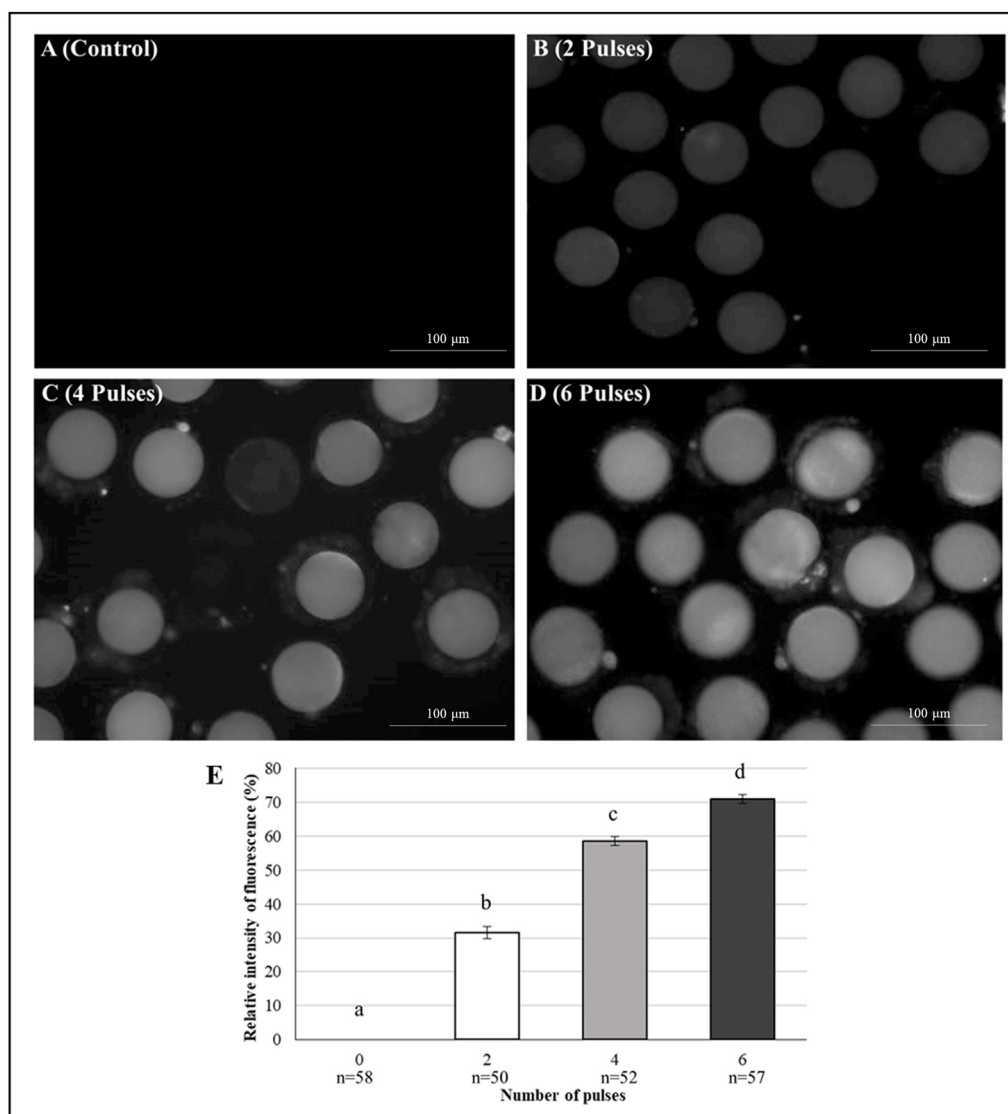 A (Control)
100 µm
B (2 Pulses)
100 µm
C (4 Pulses)
100 µm
D (6 Pulses)
100 µm
E
Relative intensity of fluorescence (%)
80
70
60
50
40
30
20
10
0
a
b
c
d
0
n=58
2
n=50
4
n=52
6
n=57
Number of pulses